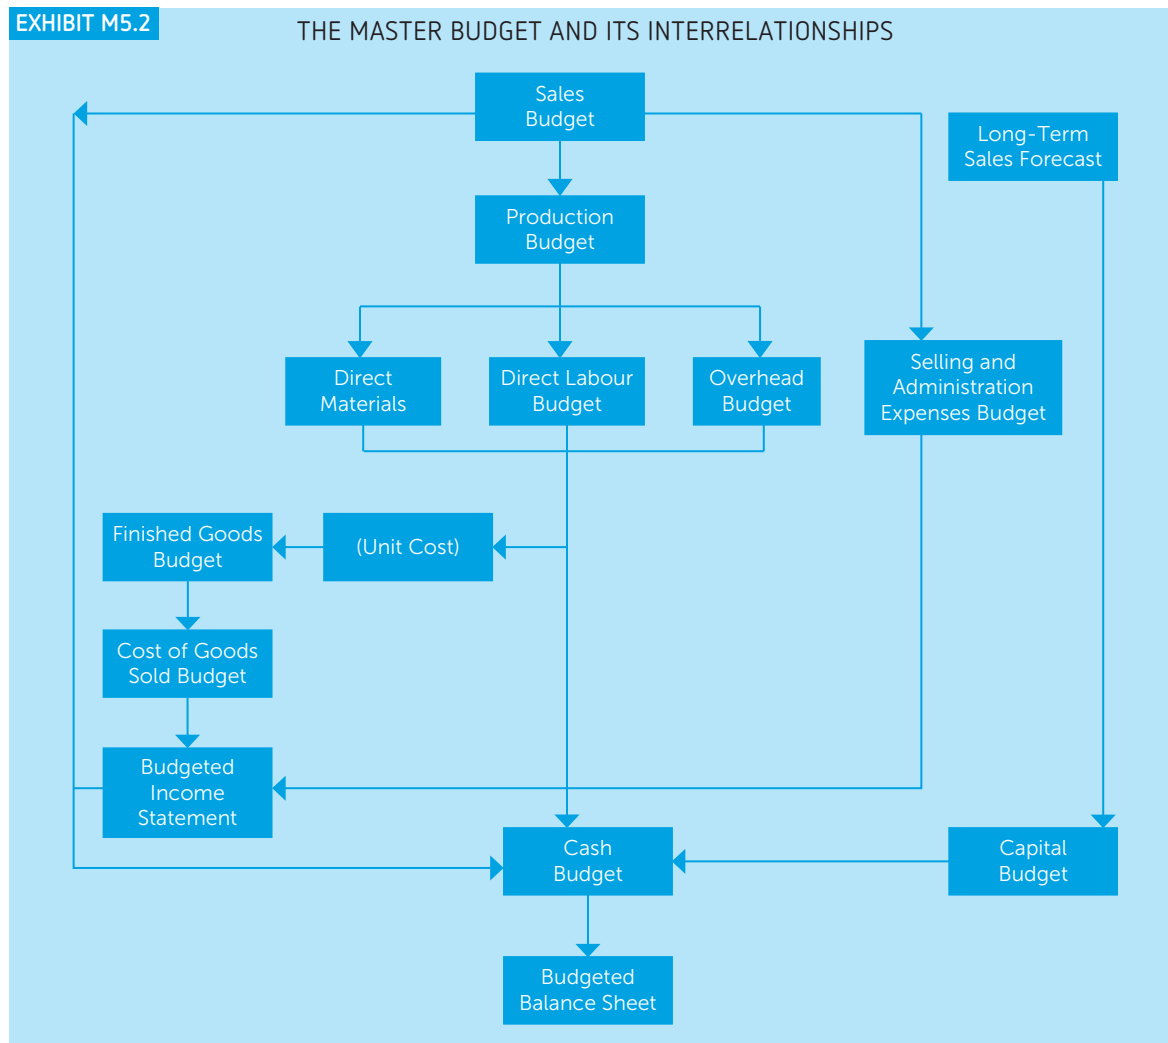 EXHIBIT M5.2
THE MASTER BUDGET AND ITS INTERRELATIONSHIPS
Sales
Budget
Long-Term
Sales Forecast
Production
Budget
Direct
Materials
Direct Labour
Budget
Overhead
Budget
Selling and
Administration
Expenses Budget
Finished Goods
Budget
(Unit Cost)
Cost of Goods
Sold Budget
Budgeted
Income
Statement
Cash
Budget
Capital
Budget
Budgeted
Balance Sheet